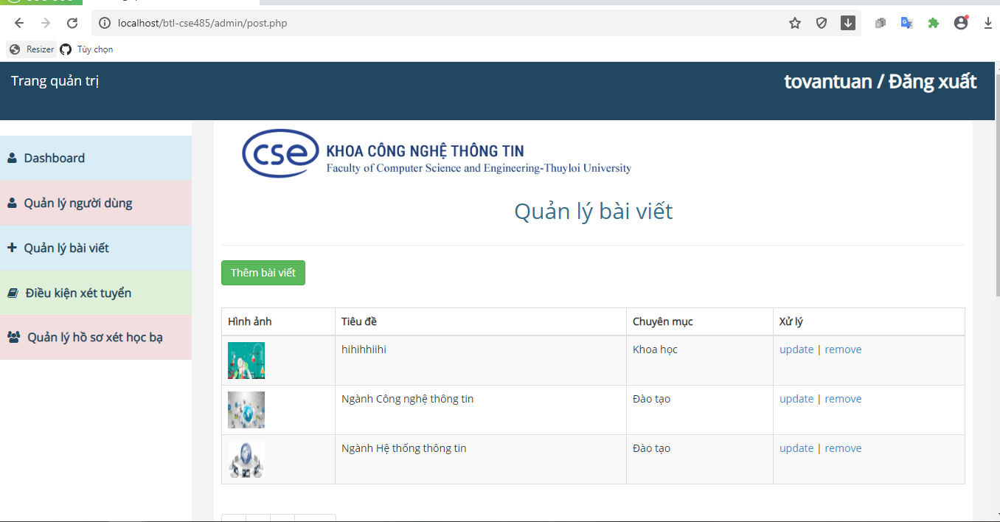 localhost/btl-cse485/admin/post.php
Resizer Tùy chọn
Trang quản trị
tovantuan / Đăng xuất
Dashboard
Quản lý người dùng
Quản lý bài viết
Điều kiện xét tuyển
Quản lý hồ sơ xét học bạ
cse
KHOA CÔNG NGHỆ THÔNG TIN
Faculty of Computer Science and Engineering-Thuyloi University
Quản lý bài viết
Thêm bài viết
Hình ảnh Tiêu đề Chuyên mục Xử lý
hihihhiihi Khoa học update | remove
Ngành Công nghệ thông tin Đào tạo update | remove
Ngành Hệ thống thông tin Đào tạo update | remove